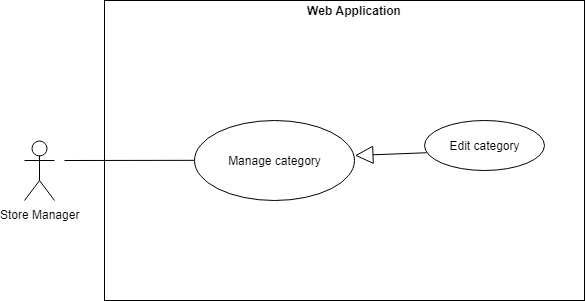 Web Application
Manage category
Edit category
Store Manager